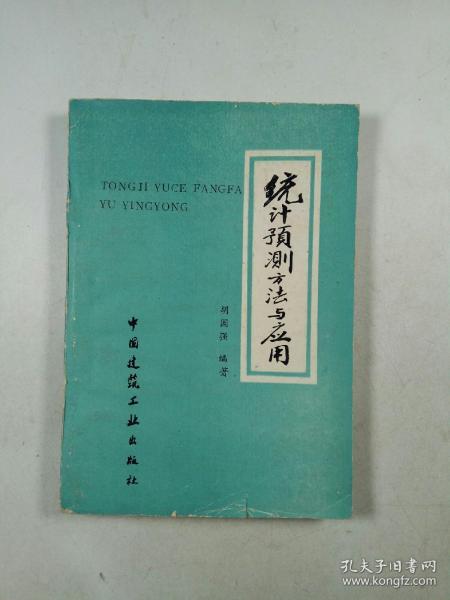 TONGJI YUCE FANGFA
YU YINGYONG
统计预测方法与应用
胡国强 编著
中国建筑工业出版社
孔夫子旧书网
www.kongfz.com